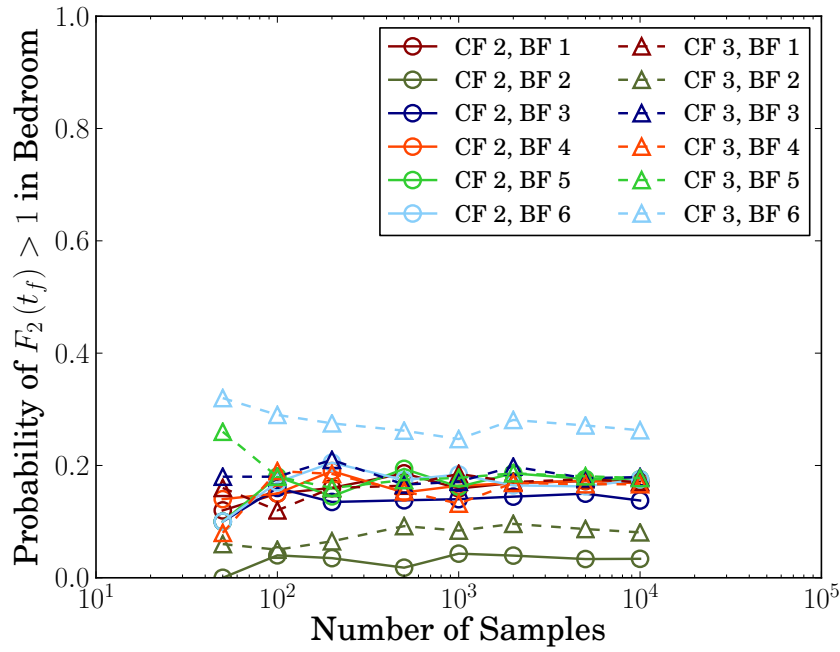 Probability of F₂(t_f) > 1 in Bedroom
1.0
0.8
0.6
0.4
0.2
0.0
CF 2, BF 1
CF 2, BF 2
CF 2, BF 3
CF 2, BF 4
CF 2, BF 5
CF 2, BF 6
CF 3, BF 1
CF 3, BF 2
CF 3, BF 3
CF 3, BF 4
CF 3, BF 5
CF 3, BF 6
10¹
10²
10³
10⁴
10⁵
Number of Samples